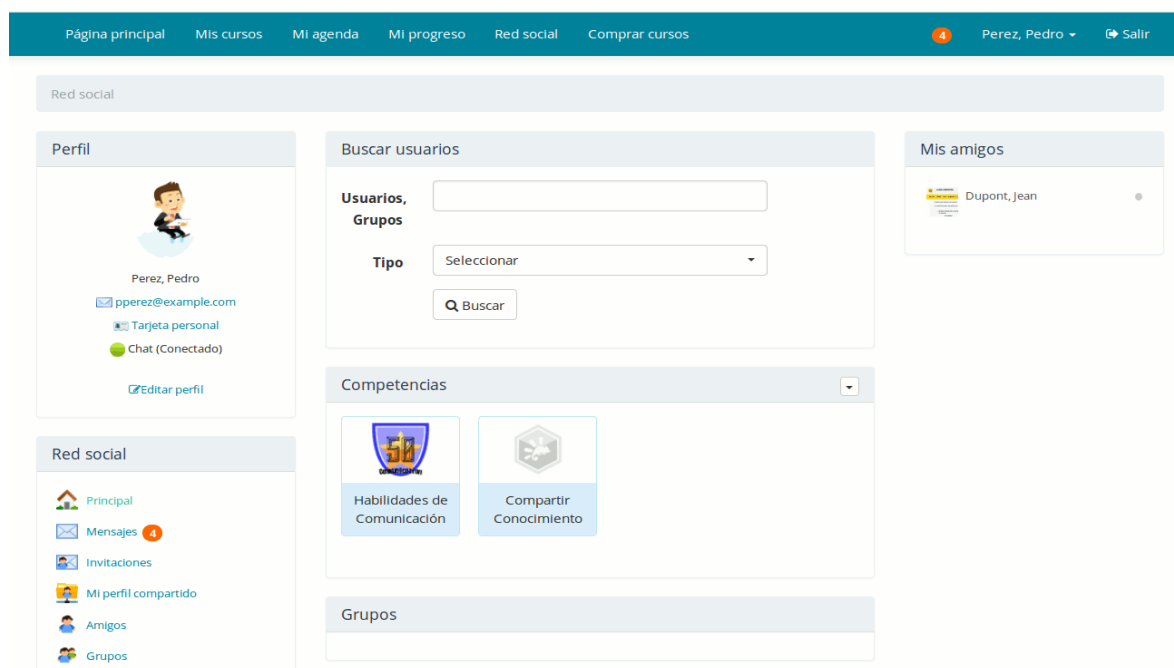 Página principal Mis cursos Mi agenda Mi progreso Red social Comprar cursos 4 Perez, Pedro Salir
Red social
Perfil
Perez, Pedro
pperez@example.com
Tarjeta personal
Chat (Conectado)
Editar perfil
Red social
Principal
Mensajes 4
Invitaciones
Mi perfil compartido
Amigos
Grupos
Buscar usuarios
Usuarios,
Grupos
Tipo Seleccionar
Buscar
Competencias
50
Habilidades de
Comunicación
Compartir
Conocimiento
Grupos
Mis amigos
Dupont, Jean